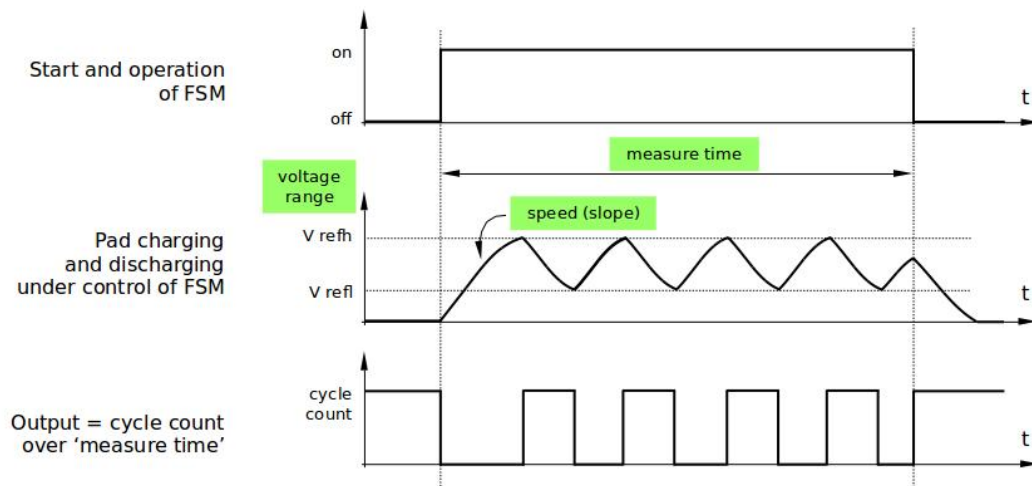 Start and operation
of FSM
on
off
t
measure time
voltage
range
speed (slope)
Pad charging
and discharging
under control of FSM
V refh
V refl
t
Output = cycle count
over ‘measure time’
cycle
count
t